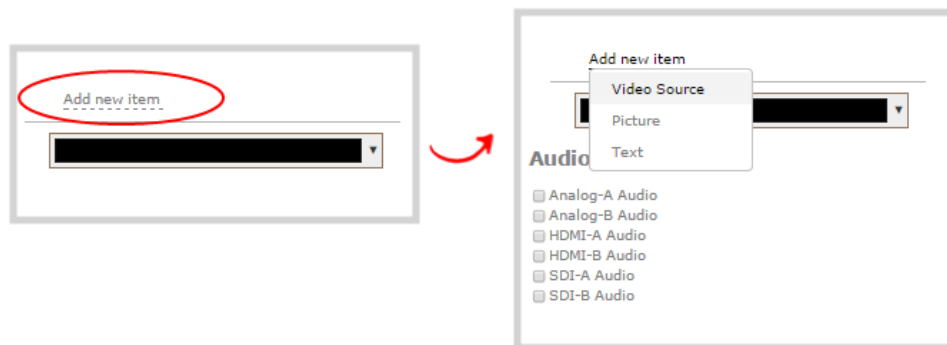 Add new item
Add new item
Video Source
Picture
Text
Audio
Analog-A Audio
Analog-B Audio
HDMI-A Audio
HDMI-B Audio
SDI-A Audio
SDI-B Audio